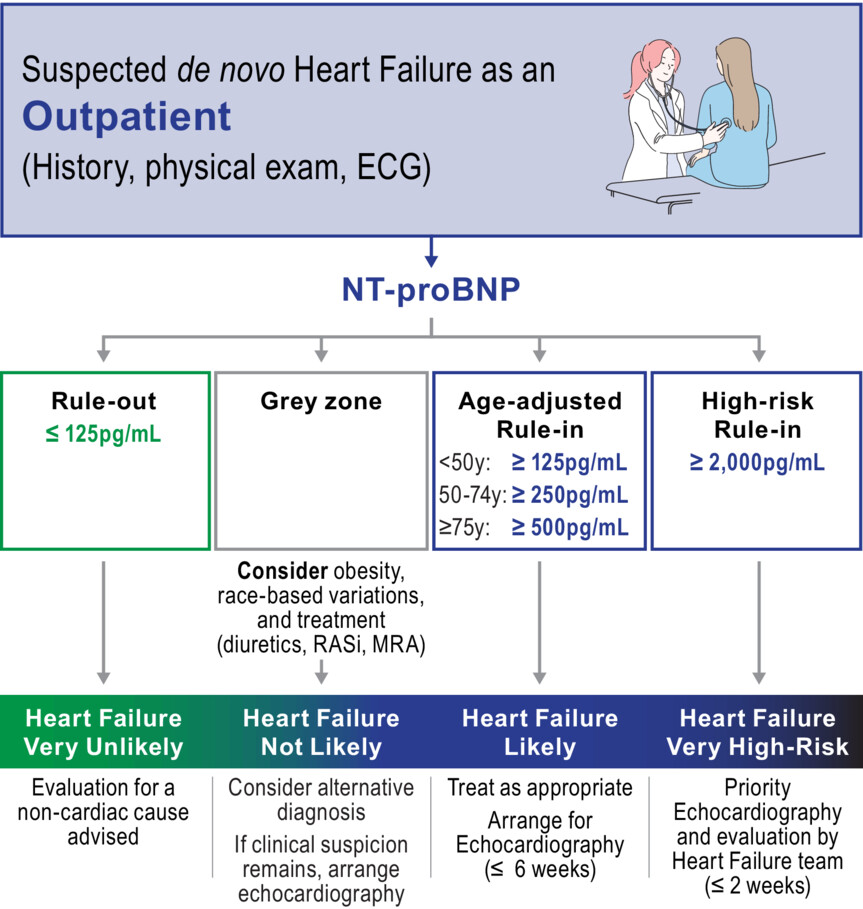 Suspected de novo Heart Failure as an
Outpatient
(History, physical exam, ECG)
NT-proBNP
Rule-out
≤ 125pg/mL
Grey zone
Age-adjusted
Rule-in
<50y: ≥ 125pg/mL
50-74y: ≥ 250pg/mL
≥75y: ≥ 500pg/mL
High-risk
Rule-in
≥ 2,000pg/mL
Consider obesity,
race-based variations,
and treatment
(diuretics, RASi, MRA)
Heart Failure
Very Unlikely
Heart Failure
Not Likely
Heart Failure
Likely
Heart Failure
Very High-Risk
Evaluation for a
non-cardiac cause
advised
Consider alternative
diagnosis
If clinical suspicion
remains, arrange
echocardiography
Treat as appropriate
Arrange for
Echocardiography
(≤ 6 weeks)
Priority
Echocardiography
and evaluation by
Heart Failure team
(≤ 2 weeks)